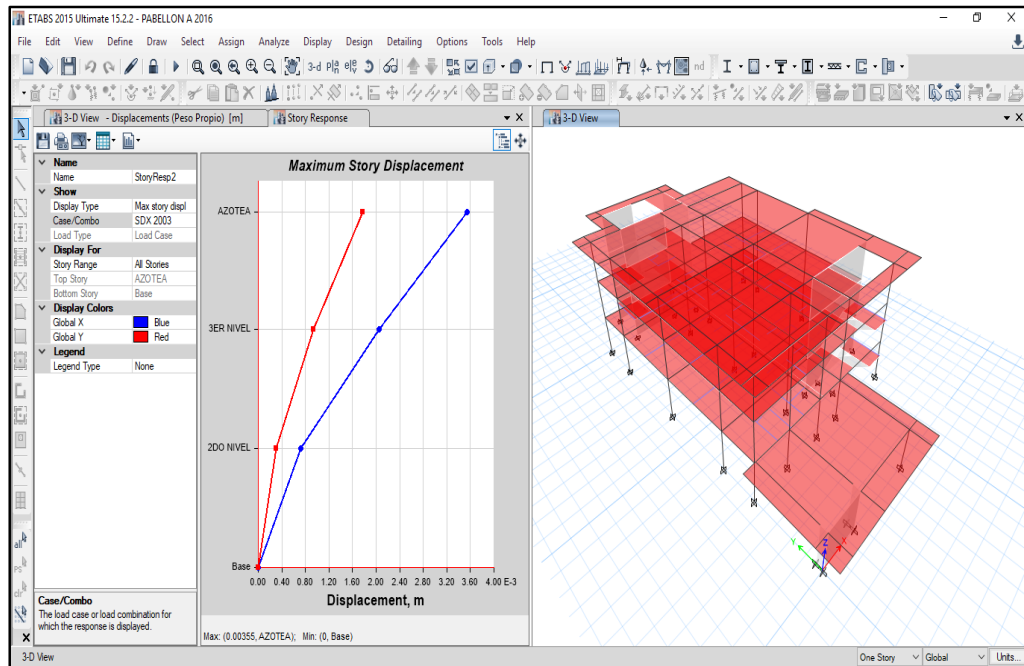 ETABS 2015 Ultimate 15.2.2 - PABELLON A 2016
File Edit View Define Draw Select Assign Analyze Display Design Detailing Options Tools Help
3-d
nd
3-D View - Displacements (Peso Propio) [m]
Story Response
3-D View
Name
Name StoryResp2
Show
Display Type Max story displ
Case/Combo SDX 2003
Load Type Load Case
Display For
Story Range All Stories
Top Story AZOTEA
Bottom Story Base
Display Colors
Global X Blue
Global Y Red
Legend
Legend Type None
Case/Combo
The load case or load combination for
which the response is displayed.
Maximum Story Displacement
AZOTEA
3ER NIVEL
2DO NIVEL
Base
0.00 0.40 0.80 1.20 1.60 2.00 2.40 2.80 3.20 3.60 4.00 E-3
Displacement, m
Max: (0.00355, AZOTEA); Min: (0, Base)
Y
Z
X
all
3-D View
One Story Global Units...